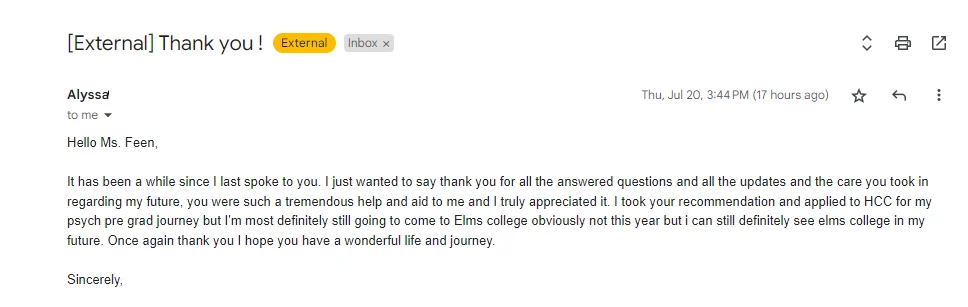 [External] Thank you ! External Inbox ×
Alyssa Thu, Jul 20, 3:44 PM (17 hours ago)
to me
Hello Ms. Feen,
It has been a while since I last spoke to you. I just wanted to say thank you for all the answered questions and all the updates and the care you took in
regarding my future, you were such a tremendous help and aid to me and I truly appreciated it. I took your recommendation and applied to HCC for my
psych pre grad journey but I'm most definitely still going to come to Elms college obviously not this year but i can still definitely see elms college in my
future. Once again thank you I hope you have a wonderful life and journey.
Sincerely,